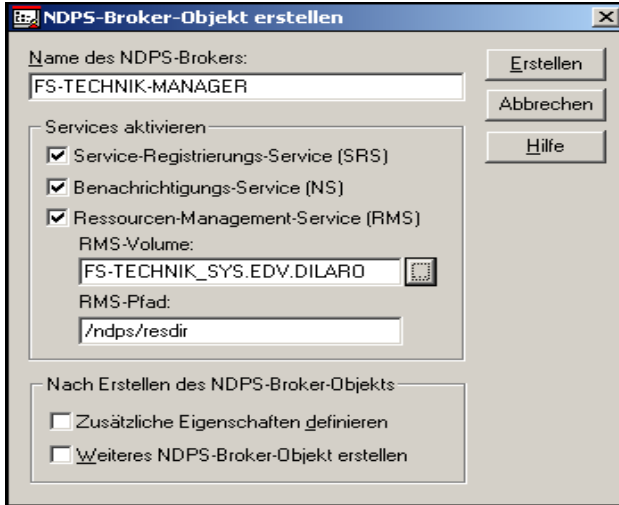 NDPS-Broker-Objekt erstellen
Name des NDPS-Brokers:
FS-TECHNIK-MANAGER
Erstellen
Abbrechen
Hilfe
Services aktivieren
Service-Registrierungs-Service (SRS)
Benachrichtigungs-Service (NS)
Ressourcen-Management-Service (RMS)
RMS-Volume:
FS-TECHNIK_SYS.EDV.DILARO
RMS-Pfad:
/ndps/resdir
Nach Erstellen des NDPS-Broker-Objekts
Zusätzliche Eigenschaften definieren
Weiteres NDPS-Broker-Objekt erstellen